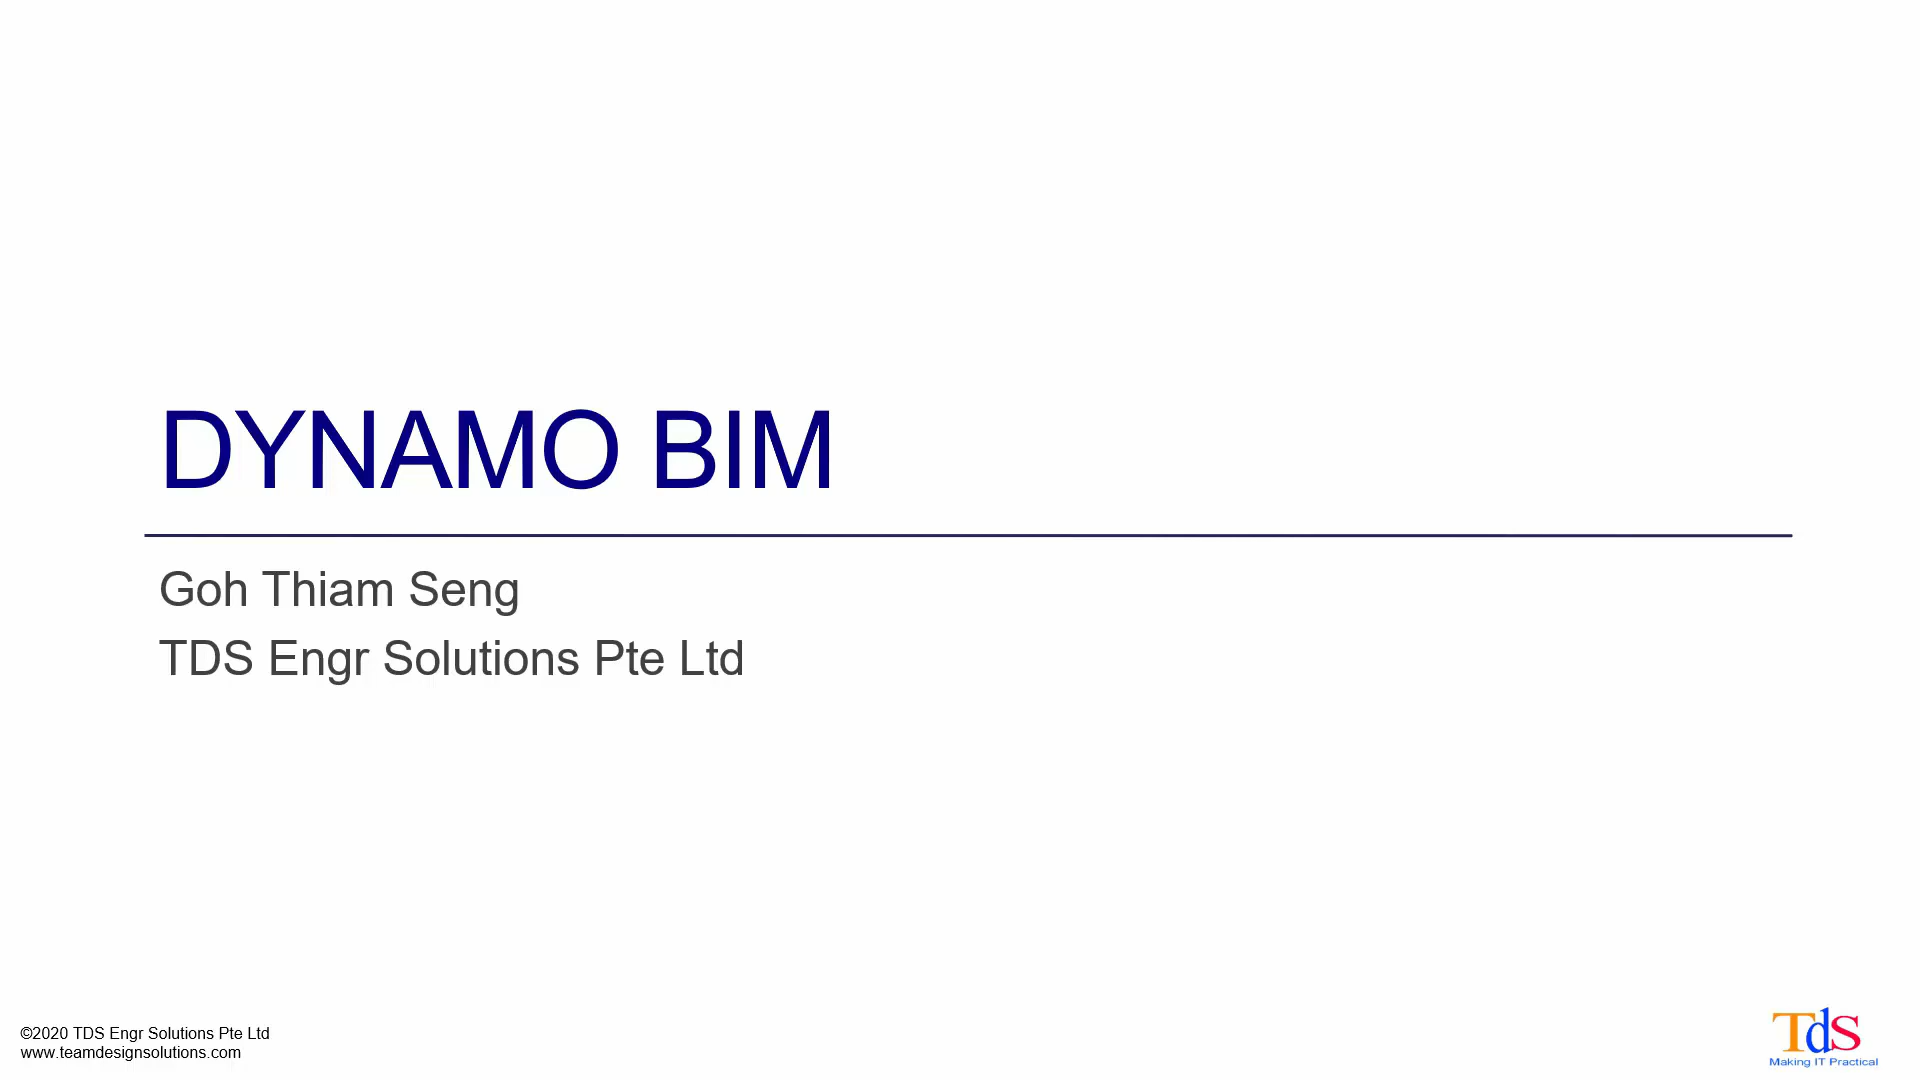 DYNAMO BIM
Goh Thiam Seng
TDS Engr Solutions Pte Ltd
©2020 TDS Engr Solutions Pte Ltd
www.teamdesignsolutions.com
TdS
Making IT Practical